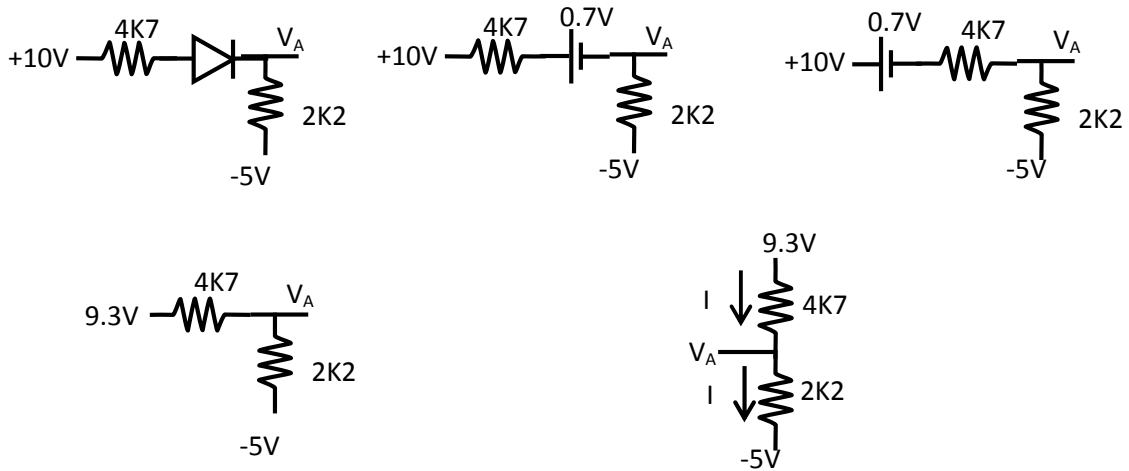 4K7
+10V
V_A
2K2
-5V
0.7V
4K7
+10V
V_A
2K2
-5V
0.7V
4K7
+10V
V_A
2K2
-5V
4K7
9.3V
V_A
2K2
-5V
9.3V
I
4K7
V_A
I
2K2
-5V